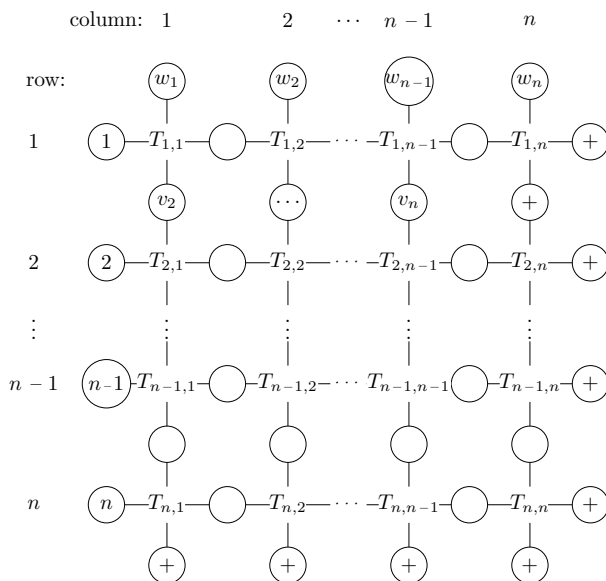 column: 1 2 ⋯ n − 1 n
row: w₁ w₂ wₙ₋₁ wₙ
1 1 T₁,₁ T₁,₂ ⋯ T₁,ₙ₋₁ T₁,ₙ +
v₂ ⋯ vₙ +
2 2 T₂,₁ T₂,₂ ⋯ T₂,ₙ₋₁ T₂,ₙ +
⋮ ⋮ ⋮ ⋮ ⋮
n − 1 n−1 Tₙ₋₁,₁ Tₙ₋₁,₂ ⋯ Tₙ₋₁,ₙ₋₁ Tₙ₋₁,ₙ +
n n Tₙ,₁ Tₙ,₂ ⋯ Tₙ,ₙ₋₁ Tₙ,ₙ +
+ + + +